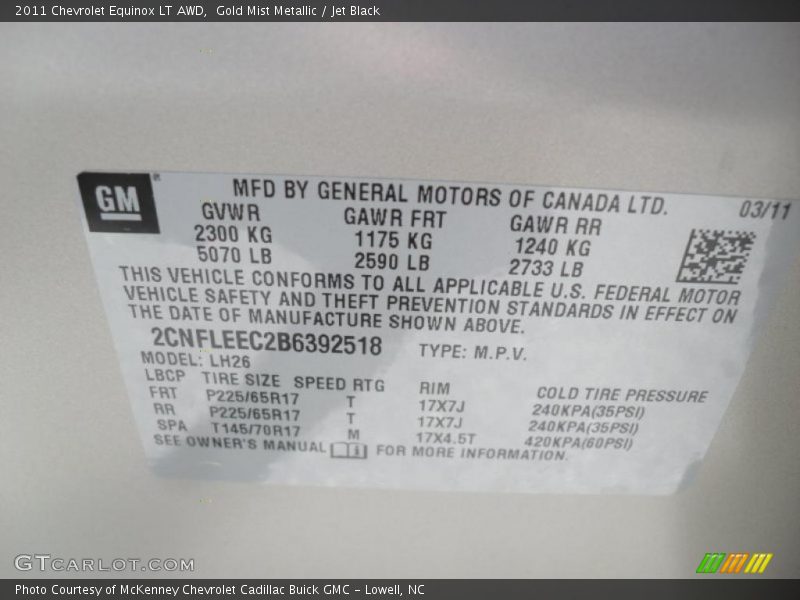 2011 Chevrolet Equinox LT AWD,  Gold Mist Metallic / Jet Black
GM
MFD BY GENERAL MOTORS OF CANADA LTD.
03/11
GVWR GAWR FRT GAWR RR
2300 KG 1175 KG 1240 KG
5070 LB 2590 LB 2733 LB
THIS VEHICLE CONFORMS TO ALL APPLICABLE U.S. FEDERAL MOTOR
VEHICLE SAFETY AND THEFT PREVENTION STANDARDS IN EFFECT ON
THE DATE OF MANUFACTURE SHOWN ABOVE.
2CNFLEEC2B6392518 TYPE: M.P.V.
MODEL: LH26
LBCP TIRE SIZE SPEED RTG RIM COLD TIRE PRESSURE
FRT P225/65R17 T 17X7J 240KPA(35PSI)
RR P225/65R17 T 17X7J 240KPA(35PSI)
SPA T145/70R17 M 17X4.5T 420KPA(60PSI)
SEE OWNER'S MANUAL FOR MORE INFORMATION.
GTCARLOT.COM
Photo Courtesy of McKenney Chevrolet Cadillac Buick GMC – Lowell, NC